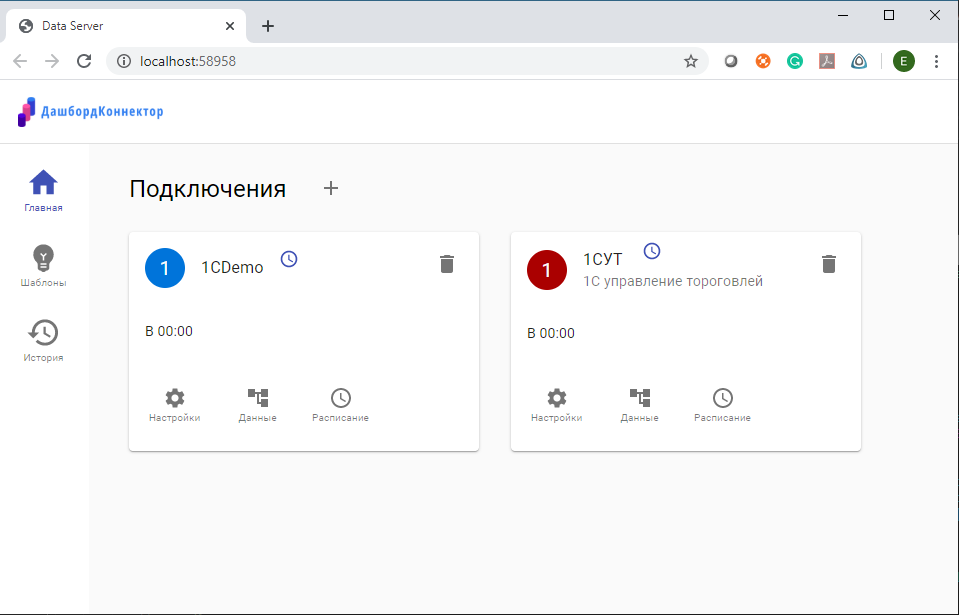 Data Server
localhost:58958
E
ДашбордКоннектор
Главная
Шаблоны
История
Подключения
1
1CDemo
В 00:00
Настройки
Данные
Расписание
1
1СУТ
1С управление тороговлей
В 00:00
Настройки
Данные
Расписание